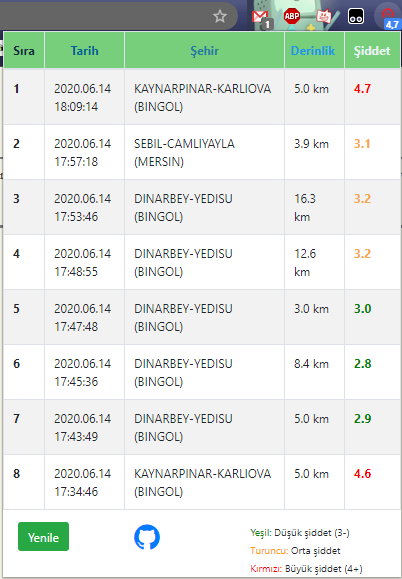 1
ABP
4,7
Sıra Tarih Şehir Derinlik Şiddet
1 2020.06.14 KAYNARPINAR-KARLIOVA 5.0 km 4.7
18:09:14 (BINGOL)
2 2020.06.14 SEBIL-CAMLIYAYLA 3.9 km 3.1
17:57:18 (MERSIN)
3 2020.06.14 DINARBEY-YEDISU 16.3 3.2
17:53:46 (BINGOL) km
4 2020.06.14 DINARBEY-YEDISU 12.6 3.2
17:48:55 (BINGOL) km
5 2020.06.14 DINARBEY-YEDISU 3.0 km 3.0
17:47:48 (BINGOL)
6 2020.06.14 DINARBEY-YEDISU 8.4 km 2.8
17:45:36 (BINGOL)
7 2020.06.14 DINARBEY-YEDISU 5.0 km 2.9
17:43:49 (BINGOL)
8 2020.06.14 KAYNARPINAR-KARLIOVA 5.0 km 4.6
17:34:46 (BINGOL)
Yenile
Yeşil: Düşük şiddet (3-)
Turuncu: Orta şiddet
Kırmızı: Büyük şiddet (4+)